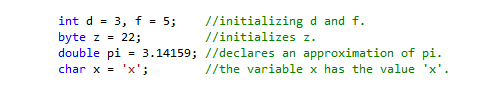 int d = 3, f = 5;    //initializing d and f.
byte z = 22;         //initializes z.
double pi = 3.14159; //declares an approximation of pi.
char x = 'x';        //the variable x has the value 'x'.